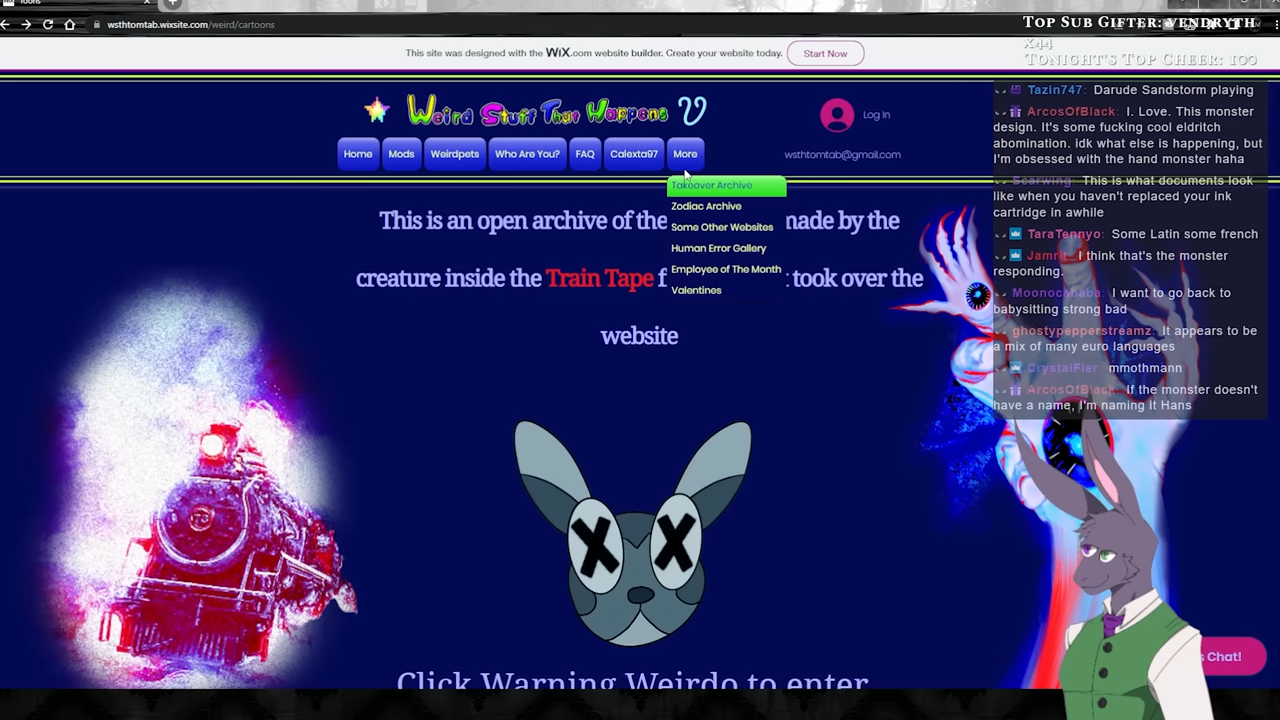 Toons
wsthtomtab.wixsite.com/weird/cartoons
Top Sub Gifter: vendryth
x44
Tonight's Top Cheer: 100
This site was designed with the WiX.com website builder. Create your website today.
Start Now
Weird Stuff That Happens
Log In
Home
Mods
Weirdpets
Who Are You?
FAQ
Calexta97
More
wsthtomtab@gmail.com
Takeover Archive
Zodiac Archive
Some Other Websites
Human Error Gallery
Employee of The Month
Valentines
This is an open archive of the made by the
creature inside the Train Tape f t took over the
website
Click Warning Weirdo to enter
Tazin747: Darude Sandstorm playing
ArcosOfBlack: I. Love. This monster
design. It's some fucking cool eldritch
abomination. idk what else is happening, but
I'm obsessed with the hand monster haha
Scarwing: This is what documents look
like when you haven't replaced your ink
cartridge in awhile
TaraTennyo: Some Latin some french
Jamrit: I think that's the monster
responding.
Moonocababa: I want to go back to
babysitting strong bad
ghostypepperstreamz: It appears to be
a mix of many euro languages
CrystalFier: mmothmann
ArcosOfBlack: If the monster doesn't
have a name, I'm naming it Hans
s Chat!